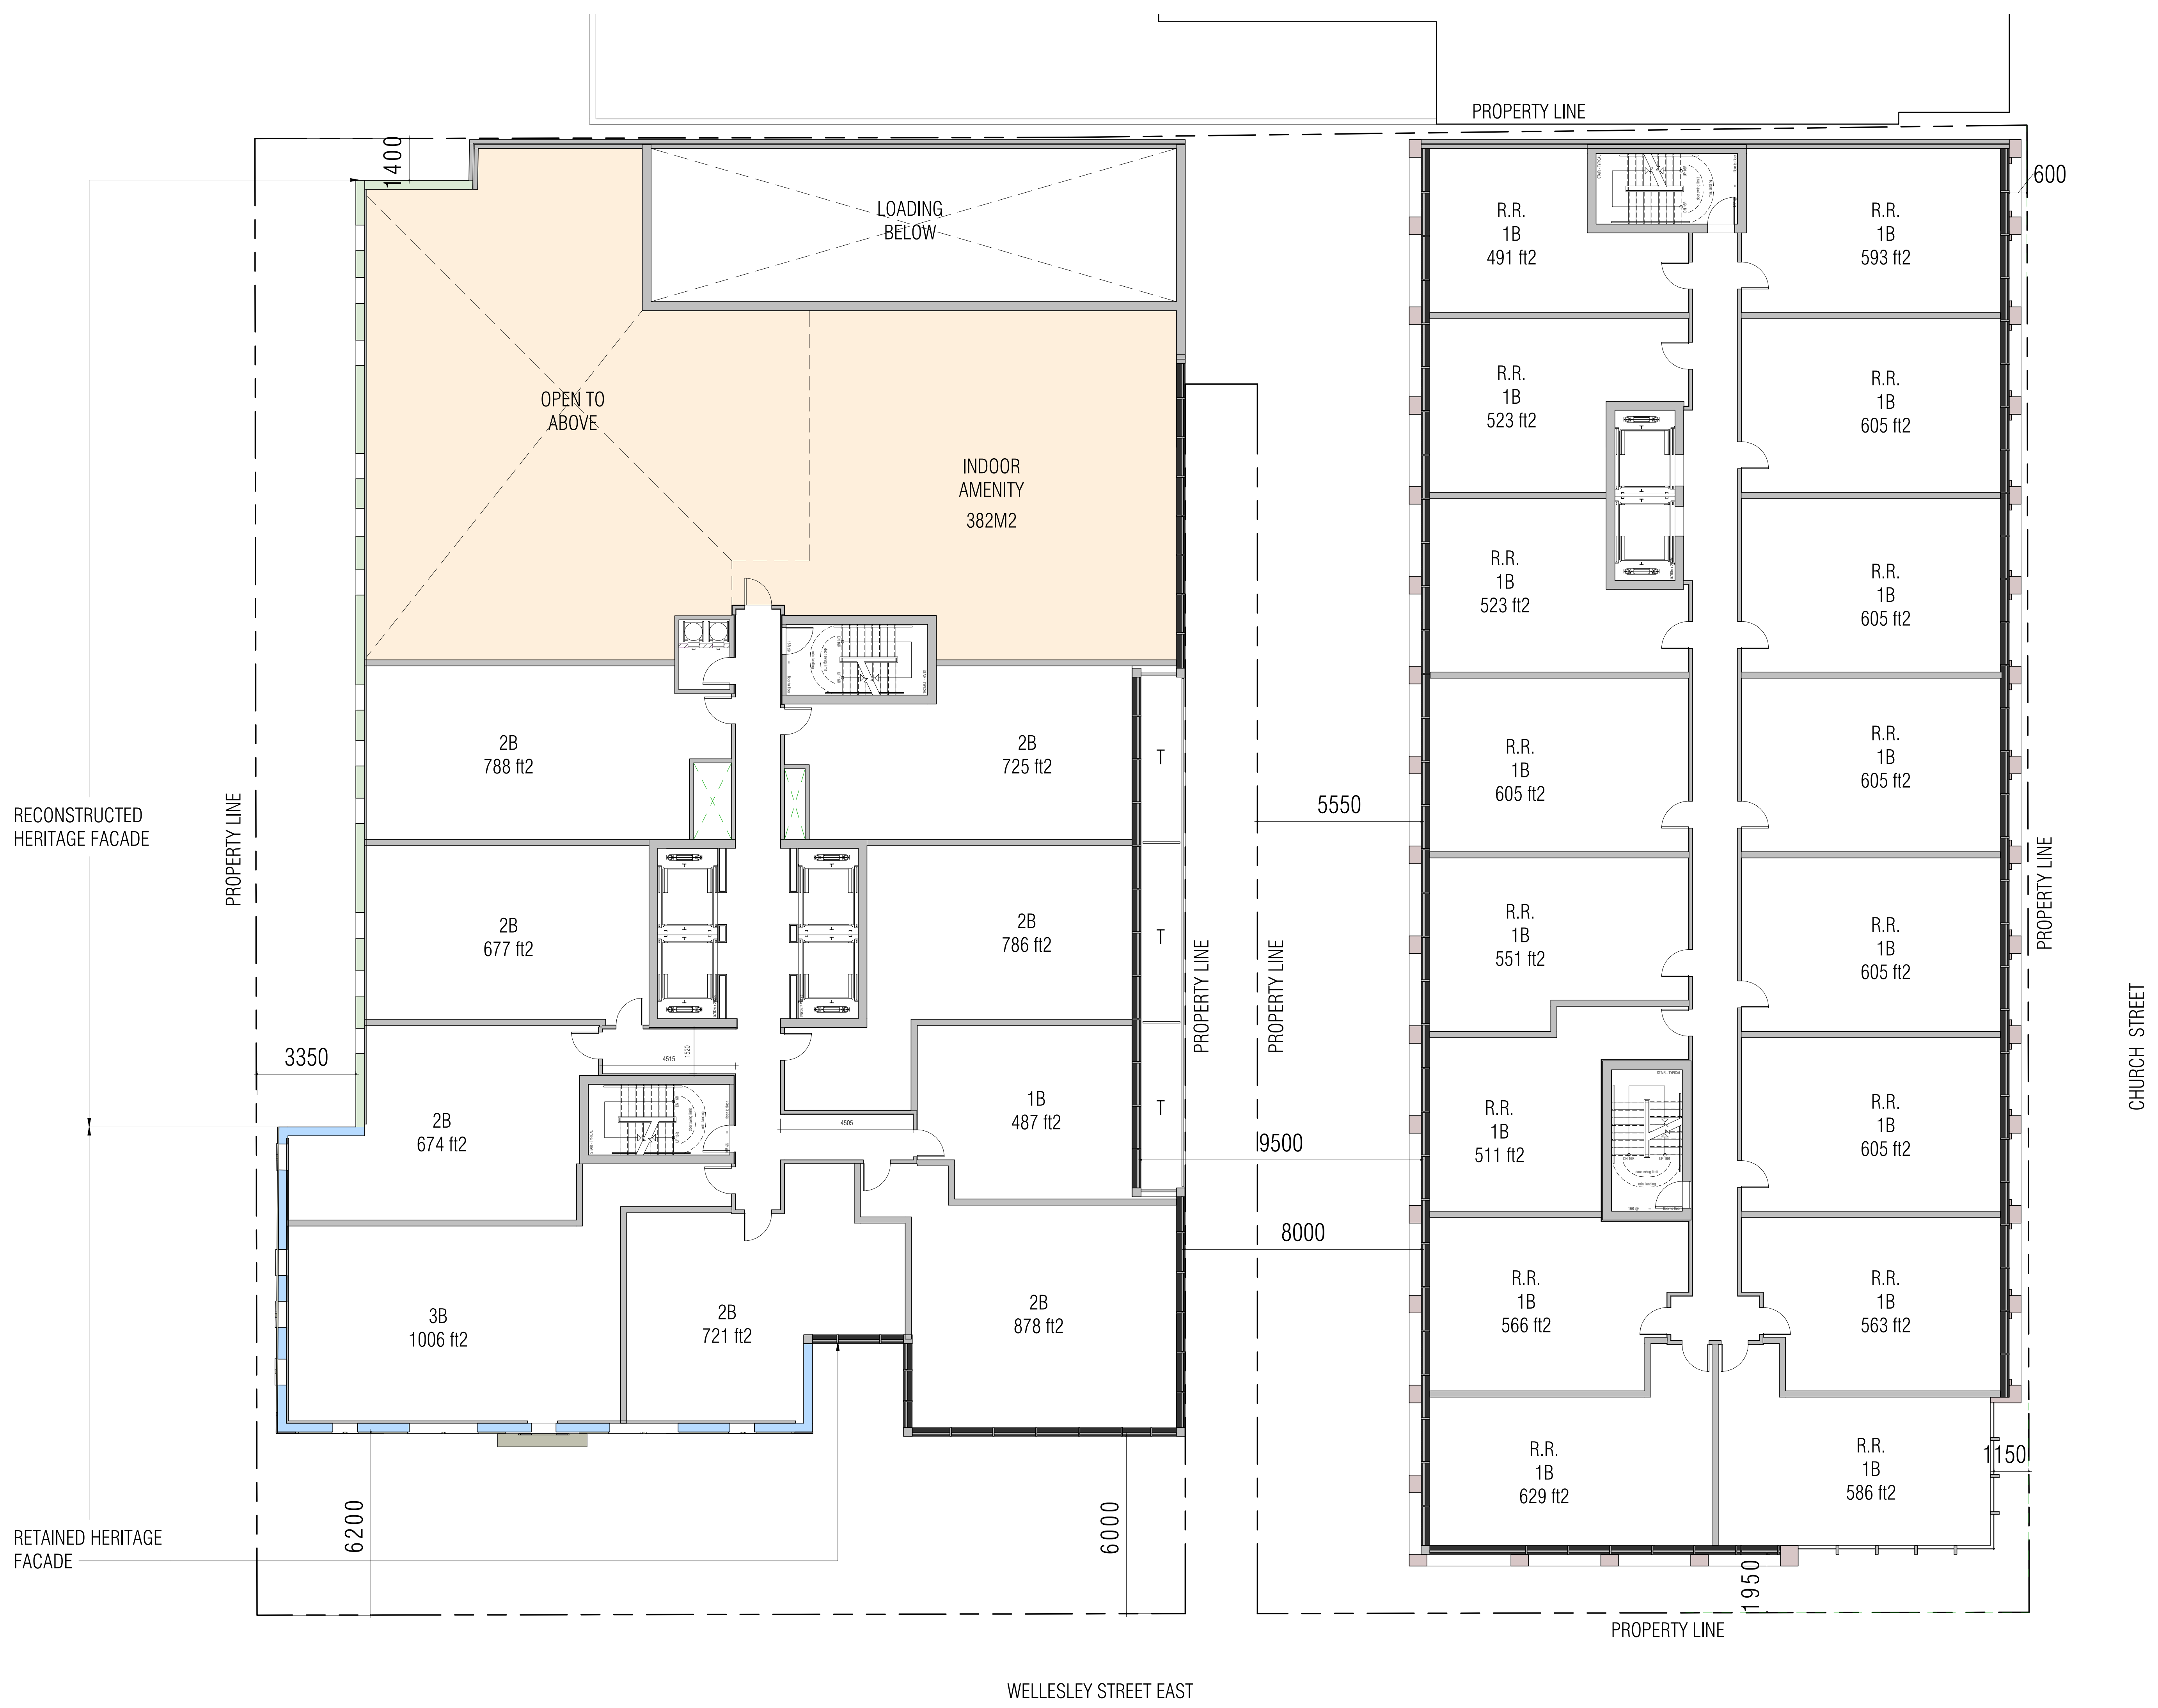 PROPERTY LINE
1400
600
LOADING
BELOW
R.R.
1B
491 ft2
R.R.
1B
593 ft2
OPEN TO
ABOVE
INDOOR
AMENITY
382M2
R.R.
1B
523 ft2
R.R.
1B
605 ft2
R.R.
1B
523 ft2
R.R.
1B
605 ft2
2B
788 ft2
2B
725 ft2
T
R.R.
1B
605 ft2
R.R.
1B
605 ft2
RECONSTRUCTED
HERITAGE FACADE
PROPERTY LINE
5550
2B
677 ft2
2B
786 ft2
T
PROPERTY LINE
PROPERTY LINE
R.R.
1B
551 ft2
R.R.
1B
605 ft2
PROPERTY LINE
CHURCH STREET
3350
4515
1520
2B
674 ft2
STAIR - TYPICAL
4505
1B
487 ft2
T
9500
R.R.
1B
511 ft2
STAIR - TYPICAL
R.R.
1B
605 ft2
8000
3B
1006 ft2
2B
721 ft2
2B
878 ft2
R.R.
1B
566 ft2
R.R.
1B
563 ft2
R.R.
1B
629 ft2
R.R.
1B
586 ft2
1150
RETAINED HERITAGE
FACADE
6200
6000
1950
PROPERTY LINE
WELLESLEY STREET EAST